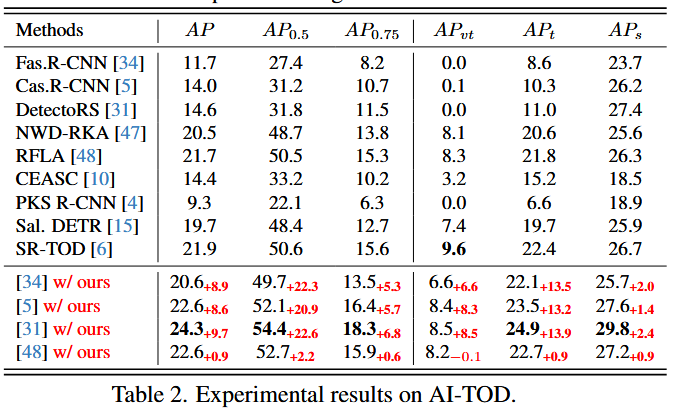 Methods AP AP0.5 AP0.75 APvt APt APs
Fas.R-CNN [34] 11.7 27.4 8.2 0.0 8.6 23.7
Cas.R-CNN [5] 14.0 31.2 10.7 0.1 10.3 26.2
DetectoRS [31] 14.6 31.8 11.5 0.0 11.0 27.4
NWD-RKA [47] 20.5 48.7 13.8 8.1 20.6 25.6
RFLA [48] 21.7 50.5 15.3 8.3 21.8 26.3
CEASC [10] 14.4 33.2 10.2 3.2 15.2 18.5
PKS R-CNN [4] 9.3 22.1 6.3 0.0 6.6 18.9
Sal. DETR [15] 19.7 48.4 12.7 7.4 19.7 25.9
SR-TOD [6] 21.9 50.6 15.6 9.6 22.4 26.7
[34] w/ ours 20.6+8.9 49.7+22.3 13.5+5.3 6.6+6.6 22.1+13.5 25.7+2.0
[5] w/ ours 22.6+8.6 52.1+20.9 16.4+5.7 8.4+8.3 23.5+13.2 27.6+1.4
[31] w/ ours 24.3+9.7 54.4+22.6 18.3+6.8 8.5+8.5 24.9+13.9 29.8+2.4
[48] w/ ours 22.6+0.9 52.7+2.2 15.9+0.6 8.2−0.1 22.7+0.9 27.2+0.9
Table 2. Experimental results on AI-TOD.